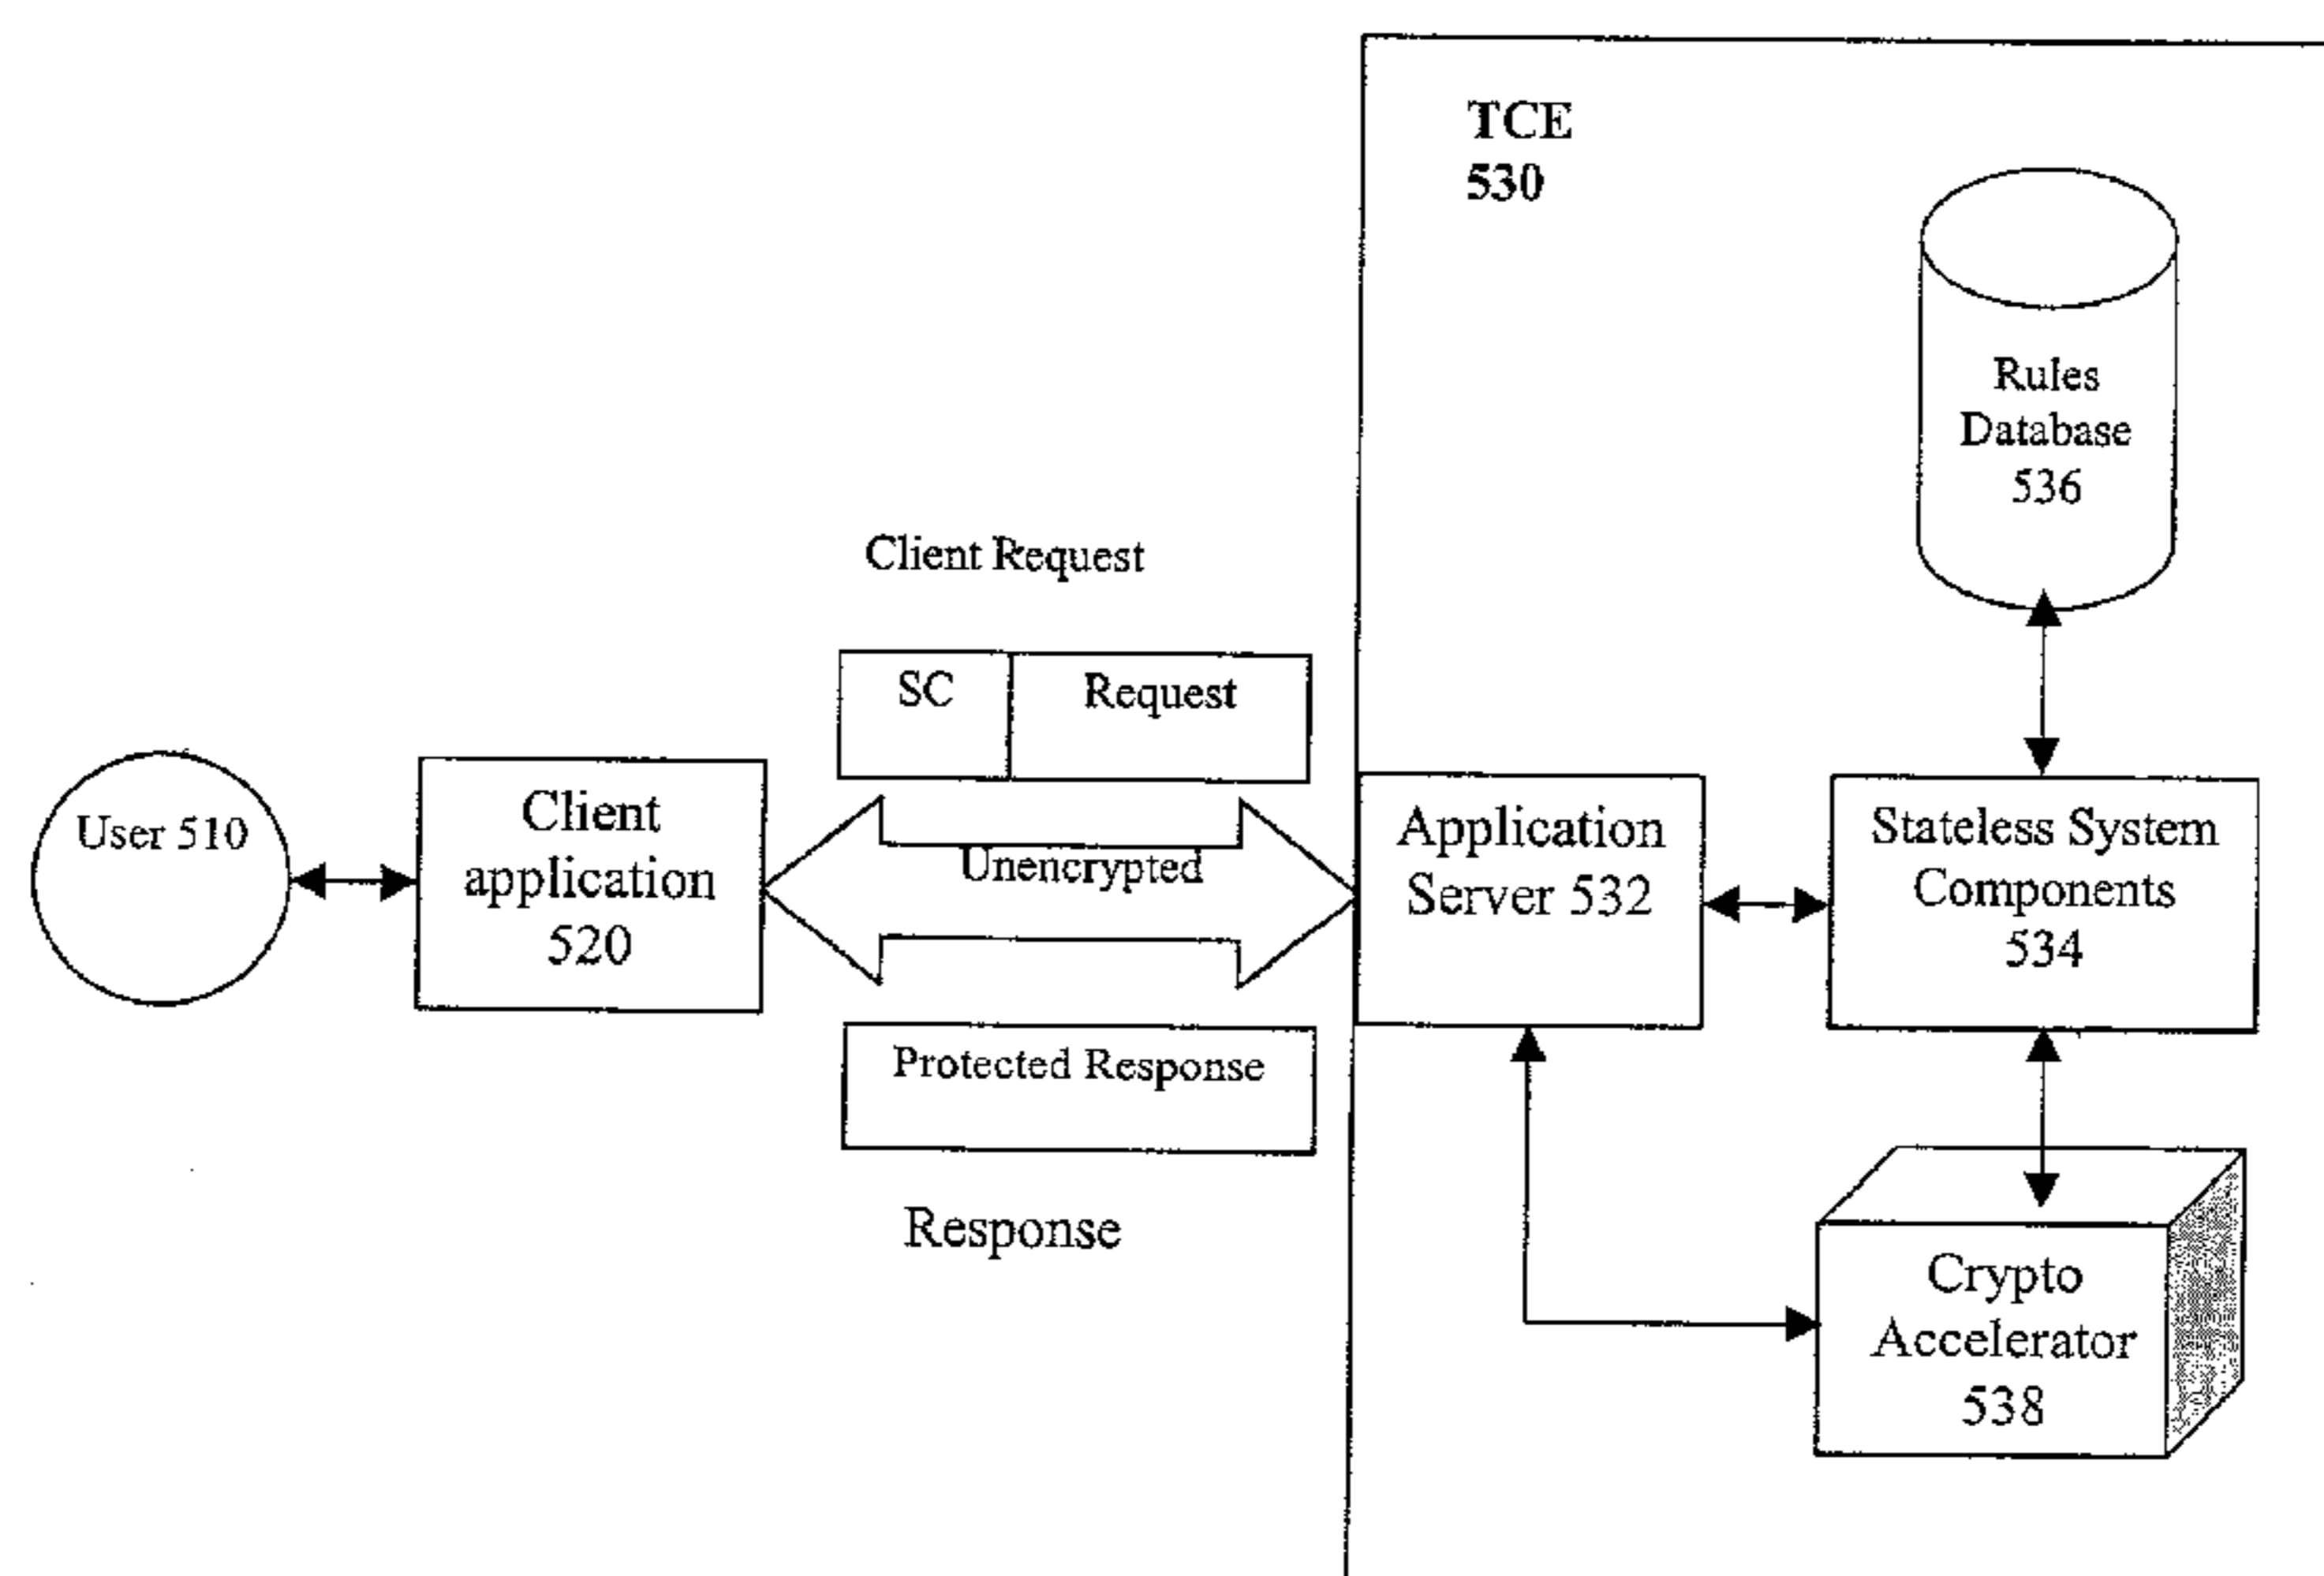 TCE
530
Rules
Database
536
Client Request
SC
Request
User 510
Client
application
520
Unencrypted
Application
Server 532
Stateless System
Components
534
Protected Response
Response
Crypto
Accelerator
538